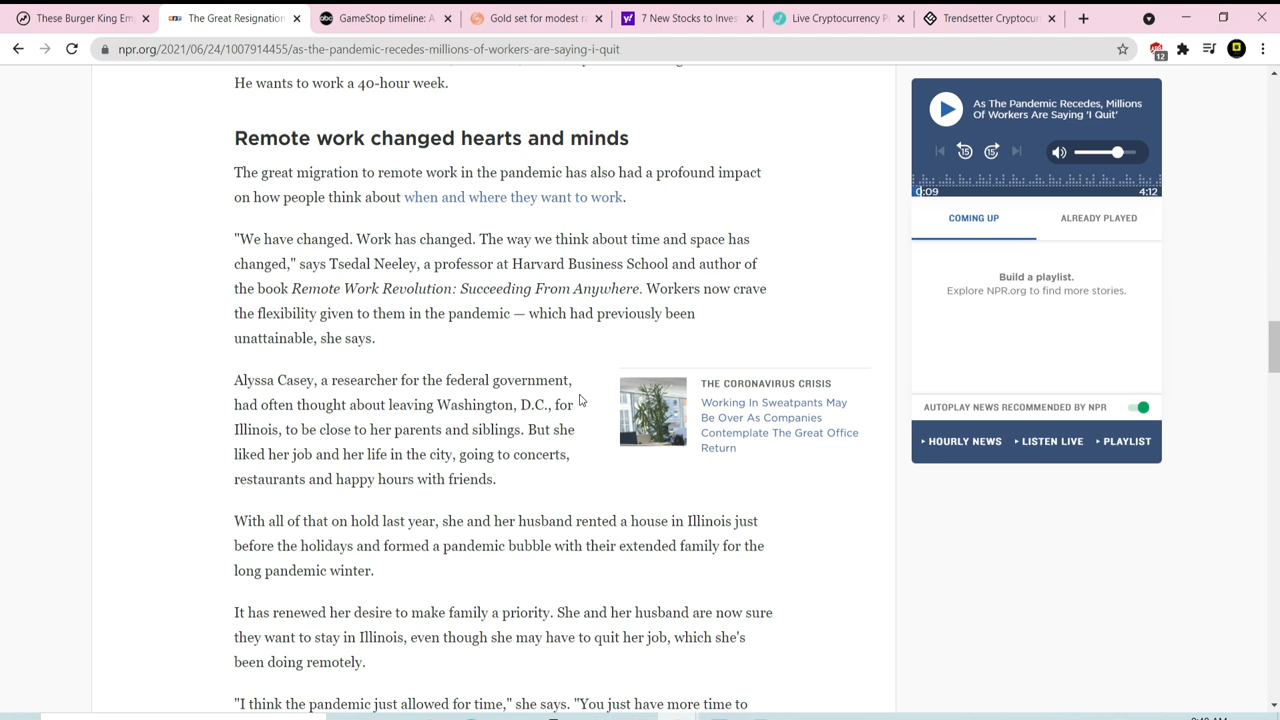 These Burger King Em
The Great Resignation
GameStop timeline: A
Gold set for modest r
7 New Stocks to Inves
Live Cryptocurrency P
Trendsetter Cryptocur
npr.org/2021/06/24/1007914455/as-the-pandemic-recedes-millions-of-workers-are-saying-i-quit
12
He wants to work a 40-hour week.
Remote work changed hearts and minds
The great migration to remote work in the pandemic has also had a profound impact
on how people think about when and where they want to work.
"We have changed. Work has changed. The way we think about time and space has
changed," says Tsedal Neeley, a professor at Harvard Business School and author of
the book Remote Work Revolution: Succeeding From Anywhere. Workers now crave
the flexibility given to them in the pandemic — which had previously been
unattainable, she says.
Alyssa Casey, a researcher for the federal government,
had often thought about leaving Washington, D.C., for
Illinois, to be close to her parents and siblings. But she
liked her job and her life in the city, going to concerts,
restaurants and happy hours with friends.
THE CORONAVIRUS CRISIS
Working In Sweatpants May
Be Over As Companies
Contemplate The Great Office
Return
With all of that on hold last year, she and her husband rented a house in Illinois just
before the holidays and formed a pandemic bubble with their extended family for the
long pandemic winter.
It has renewed her desire to make family a priority. She and her husband are now sure
they want to stay in Illinois, even though she may have to quit her job, which she's
been doing remotely.
"I think the pandemic just allowed for time," she says. "You just have more time to
As The Pandemic Recedes, Millions
Of Workers Are Saying 'I Quit'
15
15
0:09
4:12
COMING UP
ALREADY PLAYED
Build a playlist.
Explore NPR.org to find more stories.
AUTOPLAY NEWS RECOMMENDED BY NPR
HOURLY NEWS
LISTEN LIVE
PLAYLIST